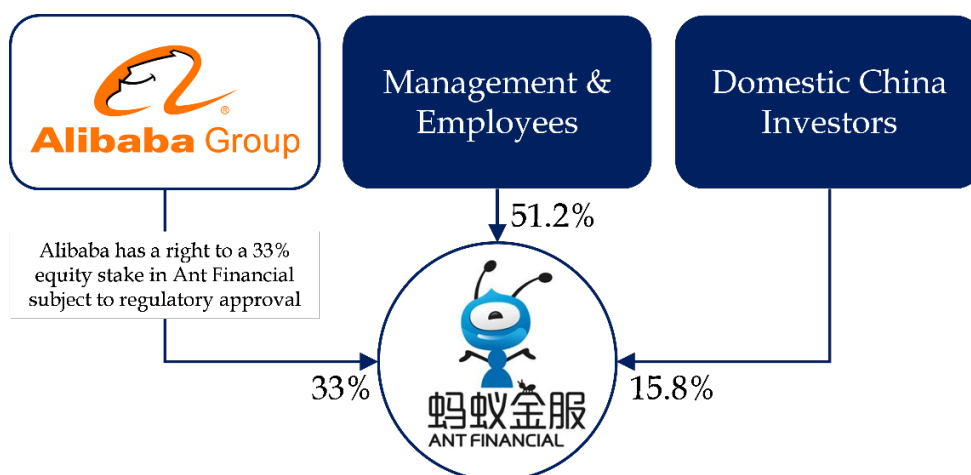 Alibaba Group
®
Management &
Employees
Domestic China
Investors
51.2%
Alibaba has a right to a 33%
equity stake in Ant Financial
subject to regulatory approval
33%
15.8%
蚂蚁金服
ANT FINANCIAL